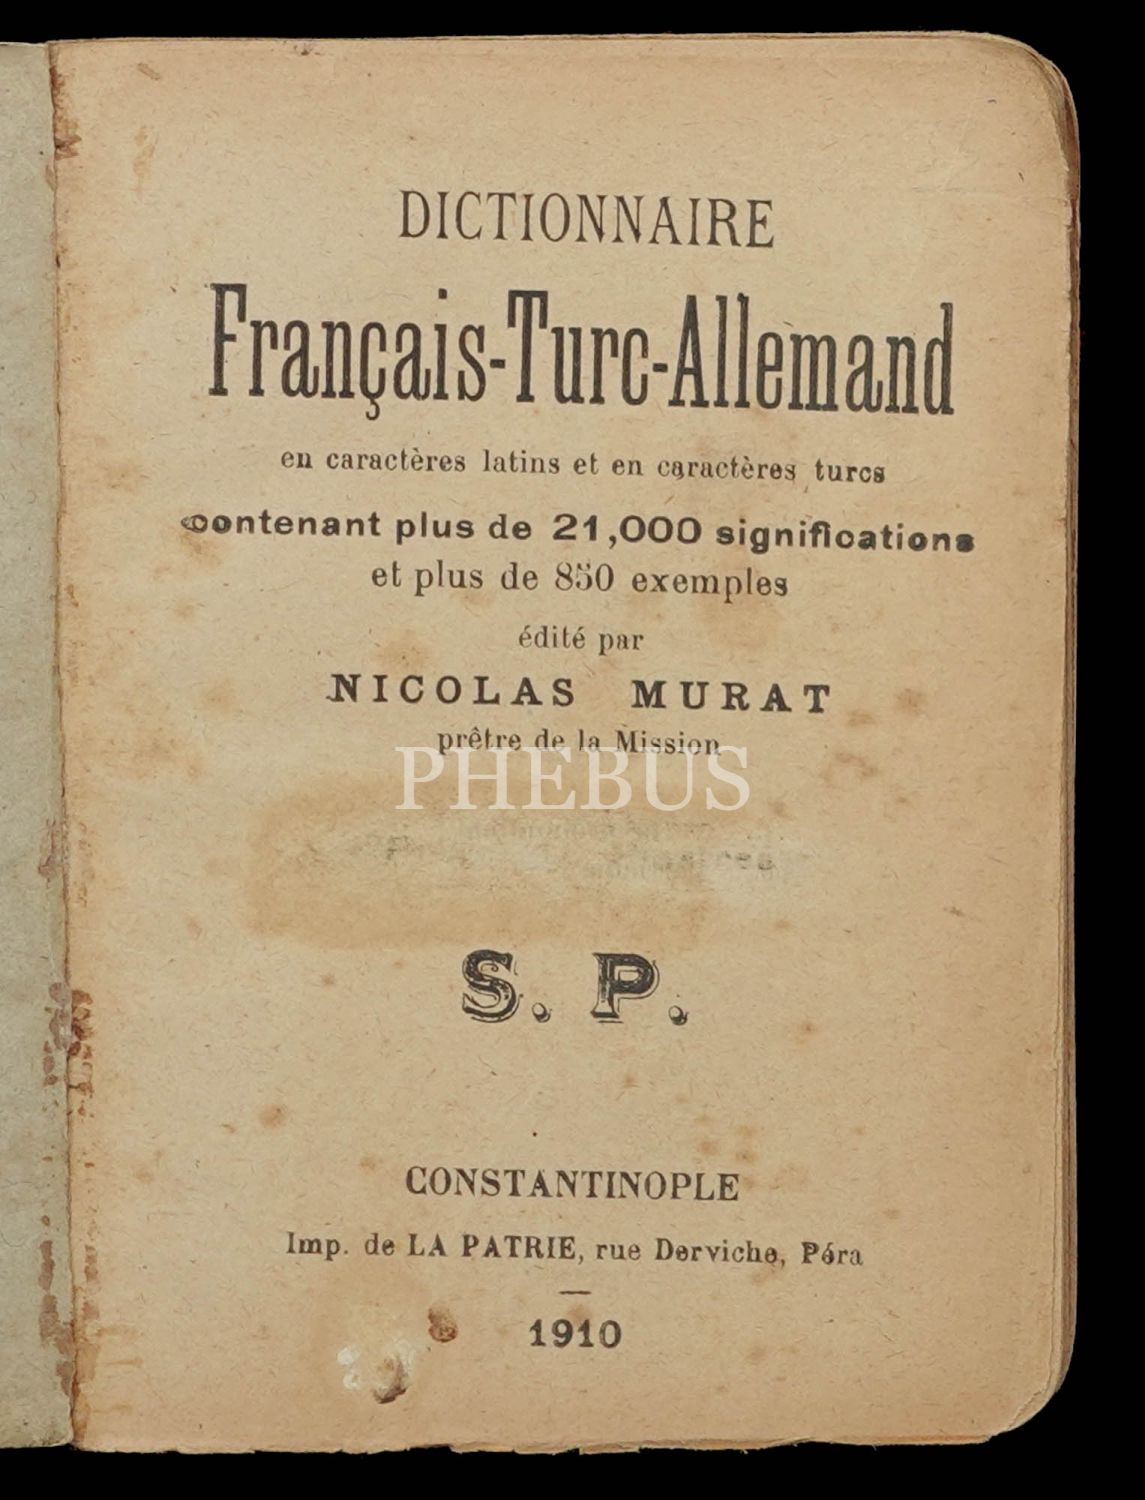 DICTIONNAIRE
Français-Turc-Allemand
en caractères latins et en caractères turcs
contenant plus de 21,000 significations
et plus de 850 exemples
édité par
NICOLAS MURAT
prêtre de la Mission
PHEBUS
S. P.
CONSTANTINOPLE
Imp. de LA PATRIE, rue Derviche, Péra
1910